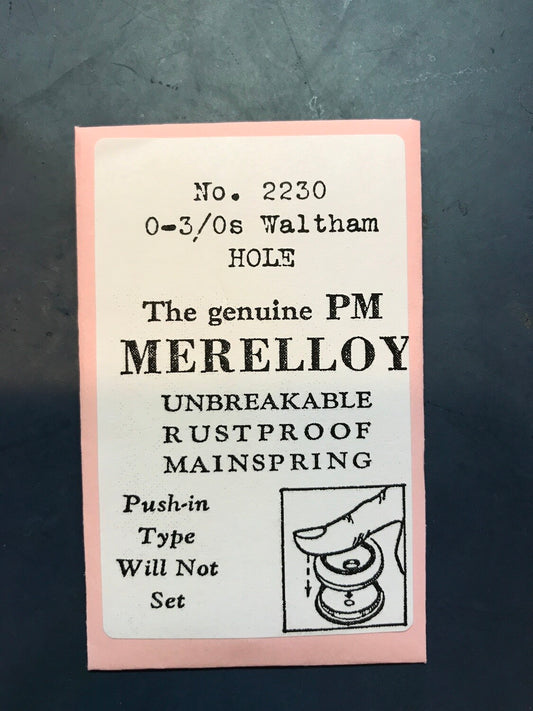 No. 2230
0-3/0s Waltham
HOLE
The genuine PM
MERELLOY
UNBREAKABLE
RUSTPROOF
MAINSPRING
Push-in
Type
Will Not
Set